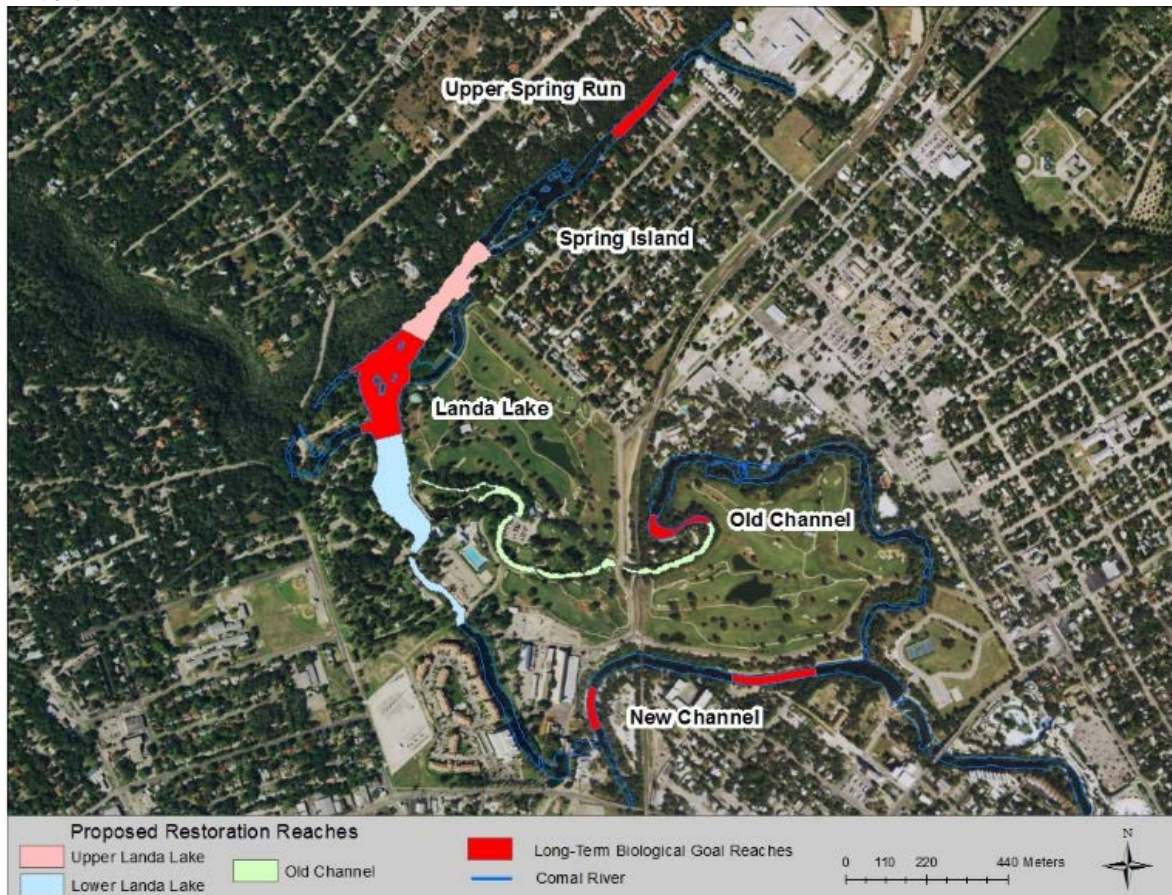 Upper Spring Run
Spring Island
Landa Lake
Old Channel
New Channel
Proposed Restoration Reaches
Upper Landa Lake
Lower Landa Lake
Old Channel
Long-Term Biological Goal Reaches
Comal River
0 110 220 440 Meters
N